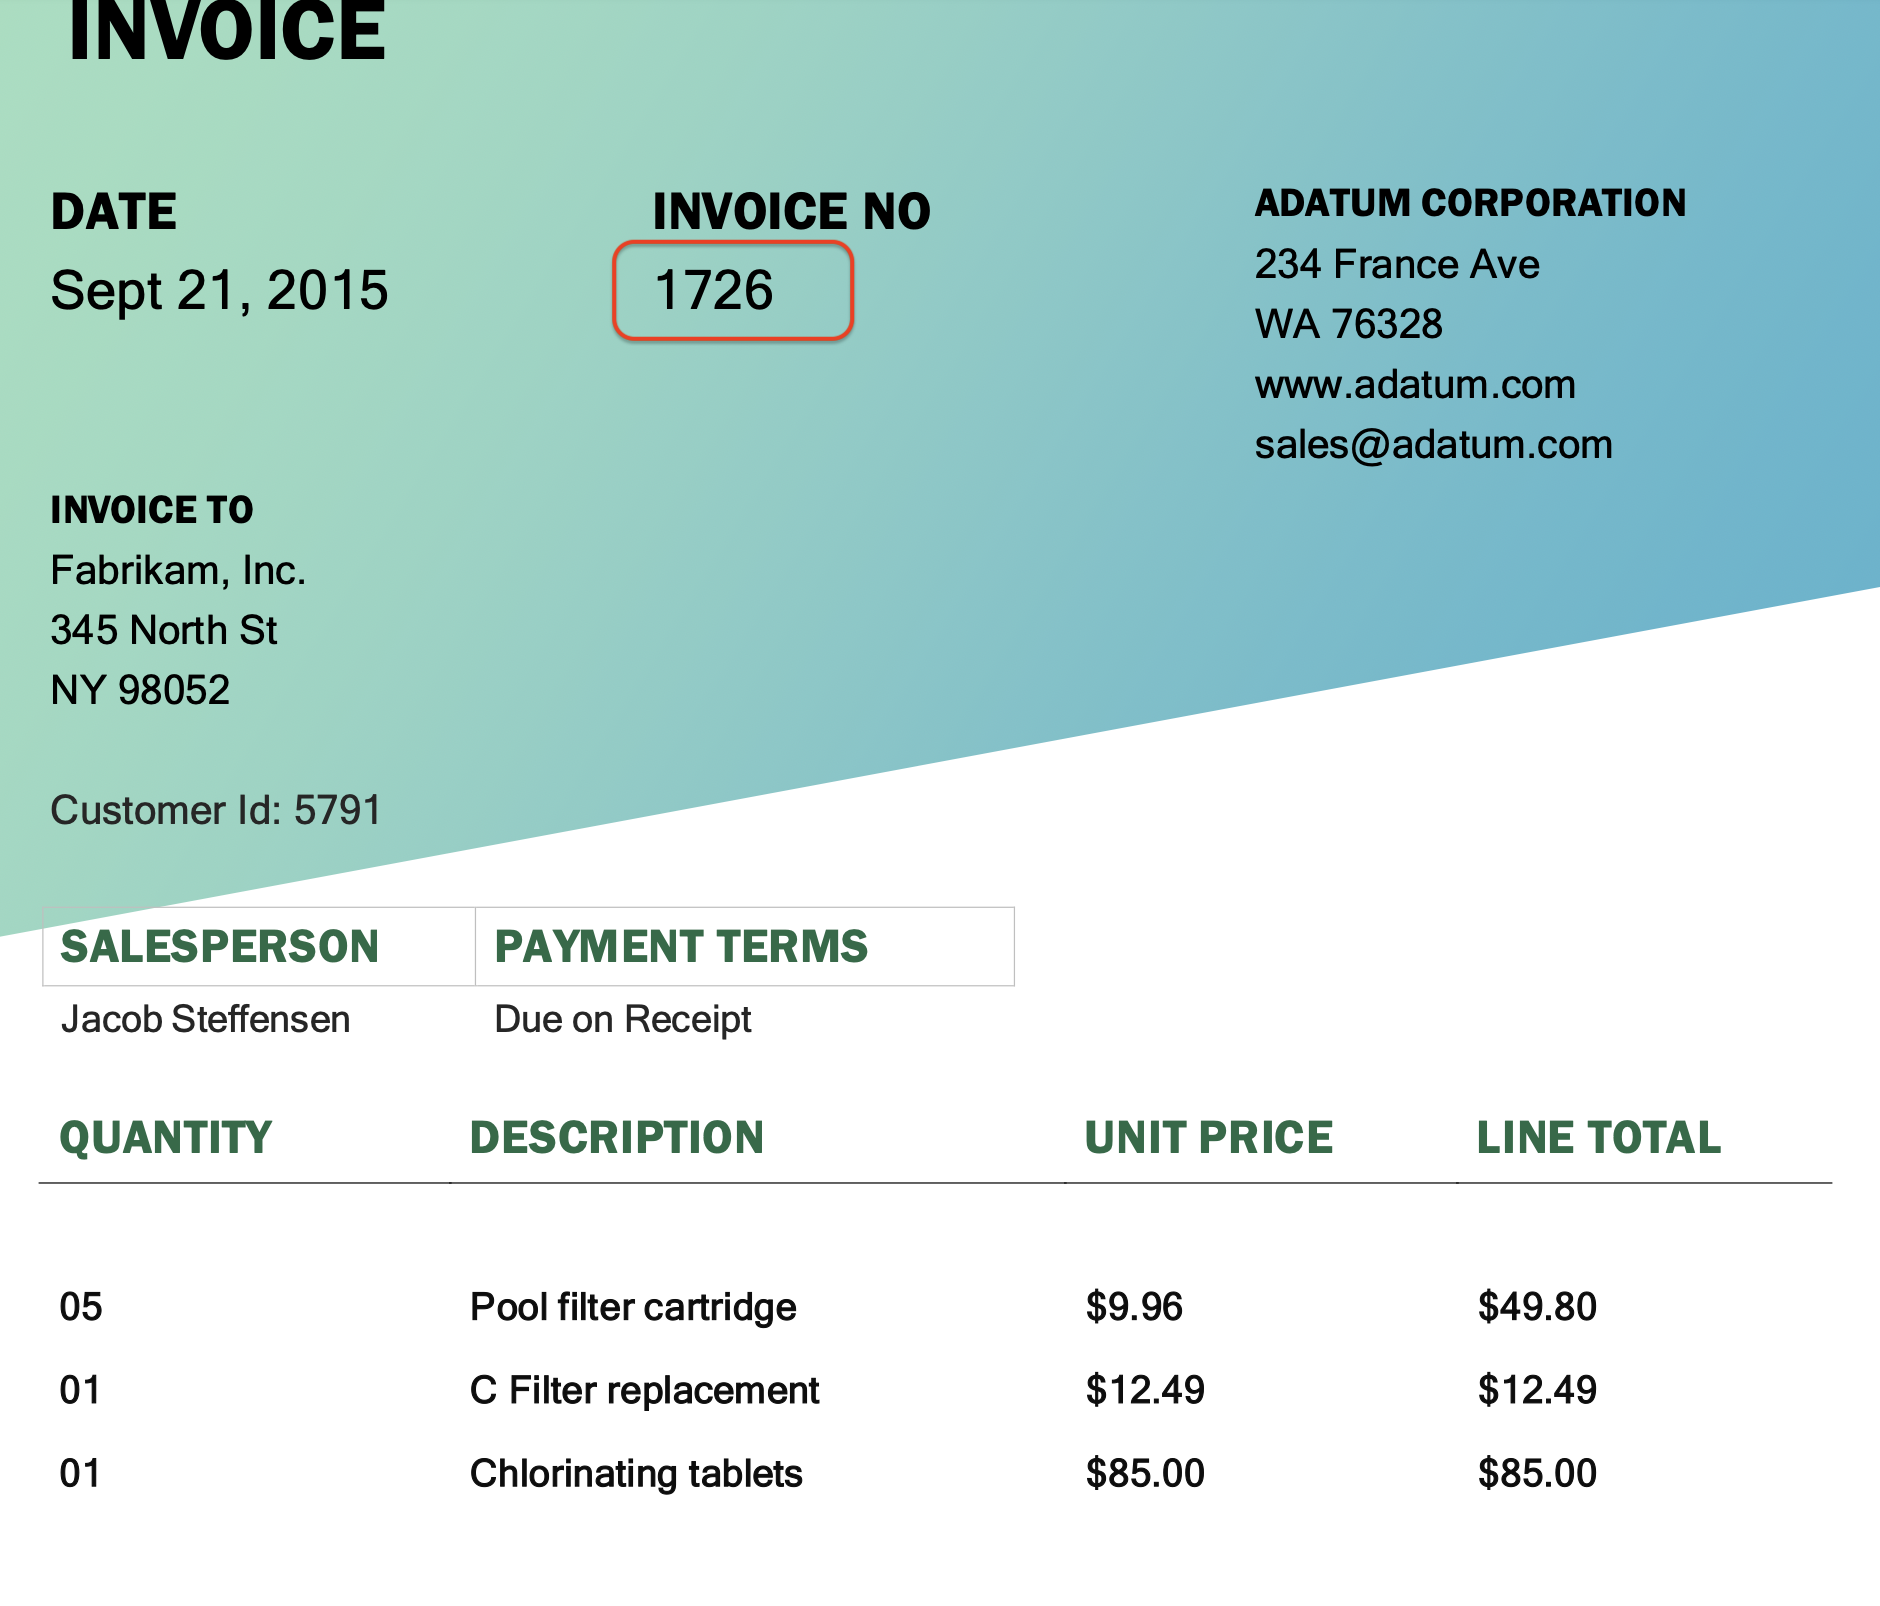 INVOICE
DATE
Sept 21, 2015
INVOICE NO
1726
ADATUM CORPORATION
234 France Ave
WA 76328
www.adatum.com
sales@adatum.com
INVOICE TO
Fabrikam, Inc.
345 North St
NY 98052
Customer Id: 5791
SALESPERSON PAYMENT TERMS
Jacob Steffensen Due on Receipt
QUANTITY DESCRIPTION UNIT PRICE LINE TOTAL
05 Pool filter cartridge $9.96 $49.80
01 C Filter replacement $12.49 $12.49
01 Chlorinating tablets $85.00 $85.00